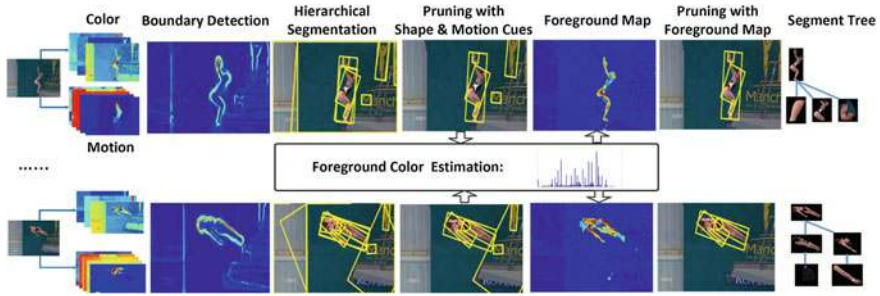 Color
Boundary Detection
Hierarchical
Segmentation
Pruning with
Shape & Motion Cues
Foreground Map
Pruning with
Foreground Map
Segment Tree
Manch
Motion
......
Foreground Color Estimation: